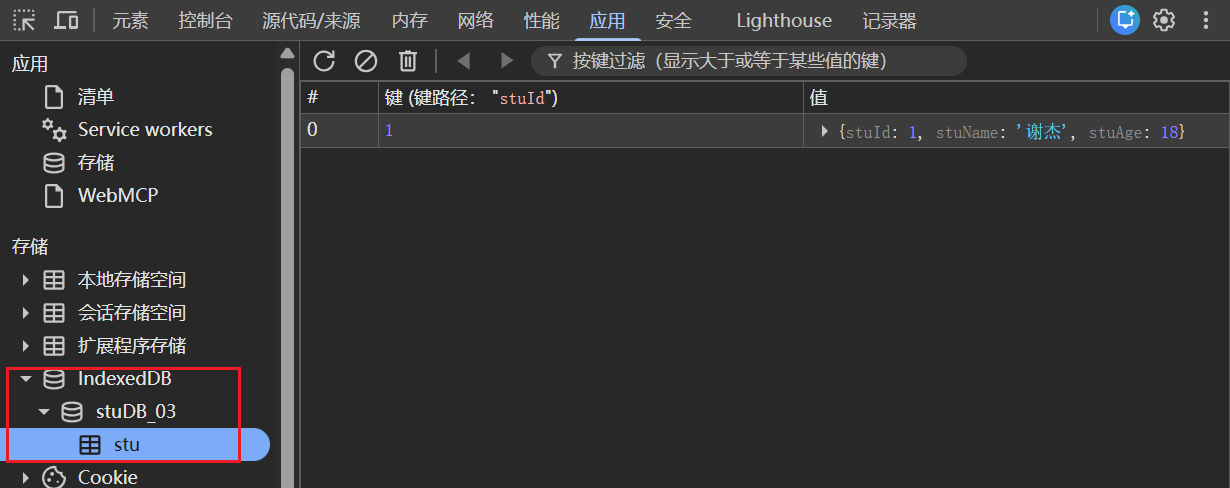 元素 控制台 源代码/来源 内存 网络 性能 应用 安全 Lighthouse 记录器
应用
清单
Service workers
存储
WebMCP
存储
本地存储空间
会话存储空间
扩展程序存储
IndexedDB
stuDB_03
stu
Cookie
按键过滤（显示大于或等于某些值的键）
# 键 (键路径： "stuId") 值
0 1 {stuId: 1, stuName: '谢杰', stuAge: 18}